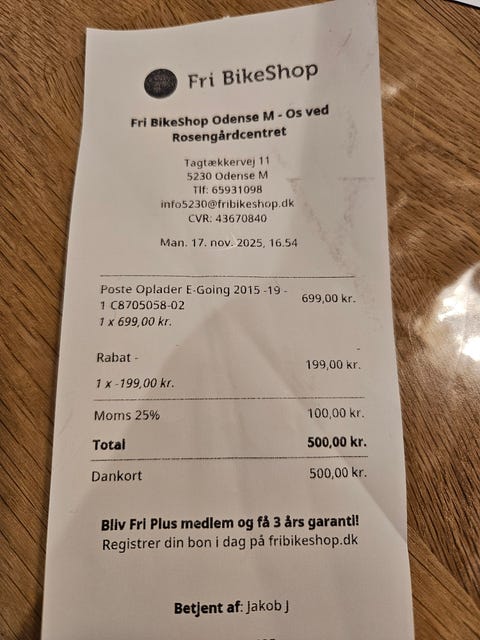 Fri BikeShop
Fri BikeShop Odense M - Os ved
Rosengårdcentret
Tagtækkervej 11
5230 Odense M
Tlf: 65931098
info5230@fribikeshop.dk
CVR: 43670840
Man. 17. nov. 2025, 16.54
Poste Oplader E-Going 2015 -19 -
1 C8705058-02 699,00 kr.
1 x 699,00 kr.
Rabat - -
199,00 kr.
1 x -199,00 kr.
Moms 25% 100,00 kr.
Total 500,00 kr.
Dankort 500,00 kr.
Bliv Fri Plus medlem og få 3 års garanti!
Registrer din bon i dag på fribikeshop.dk
Betjent af: Jakob J